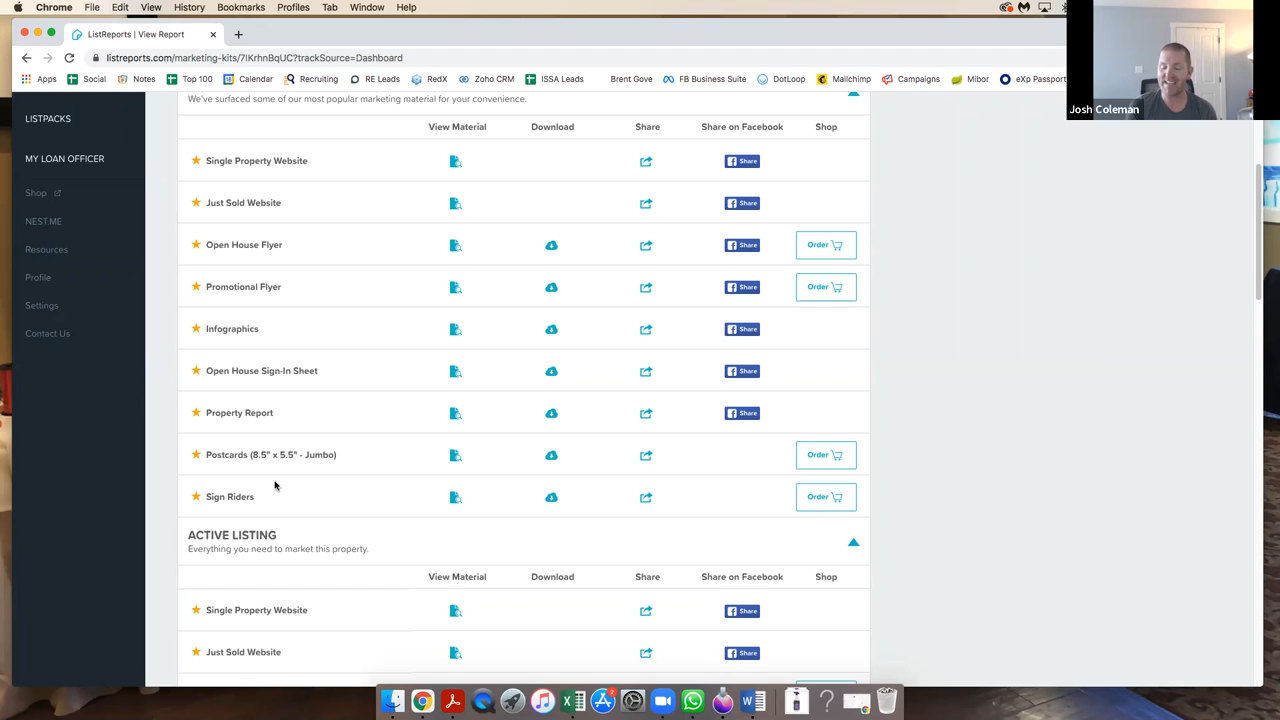 Chrome File Edit View History Bookmarks Profiles Tab Window Help
ListReports | View Report
listreports.com/marketing-kits/7lKrhnBqUC?trackSource=Dashboard
Apps Social Notes Top 100 Calendar Recruiting RE Leads RedX Zoho CRM ISSA Leads Brent Gove FB Business Suite DotLoop Mailchimp Campaigns Mibor eXp Passport
Josh Coleman
LISTPACKS
MY LOAN OFFICER
Shop
NEST.ME
Resources
Profile
Settings
Contact Us
We've surfaced some of our most popular marketing material for your convenience.
View Material Download Share Share on Facebook Shop
Single Property Website Share
Just Sold Website Share
Open House Flyer Share Order
Promotional Flyer Share Order
Infographics Share
Open House Sign-In Sheet Share
Property Report Share
Postcards (8.5" x 5.5" - Jumbo) Order
Sign Riders Order
ACTIVE LISTING
Everything you need to market this property.
View Material Download Share Share on Facebook Shop
Single Property Website Share
Just Sold Website Share